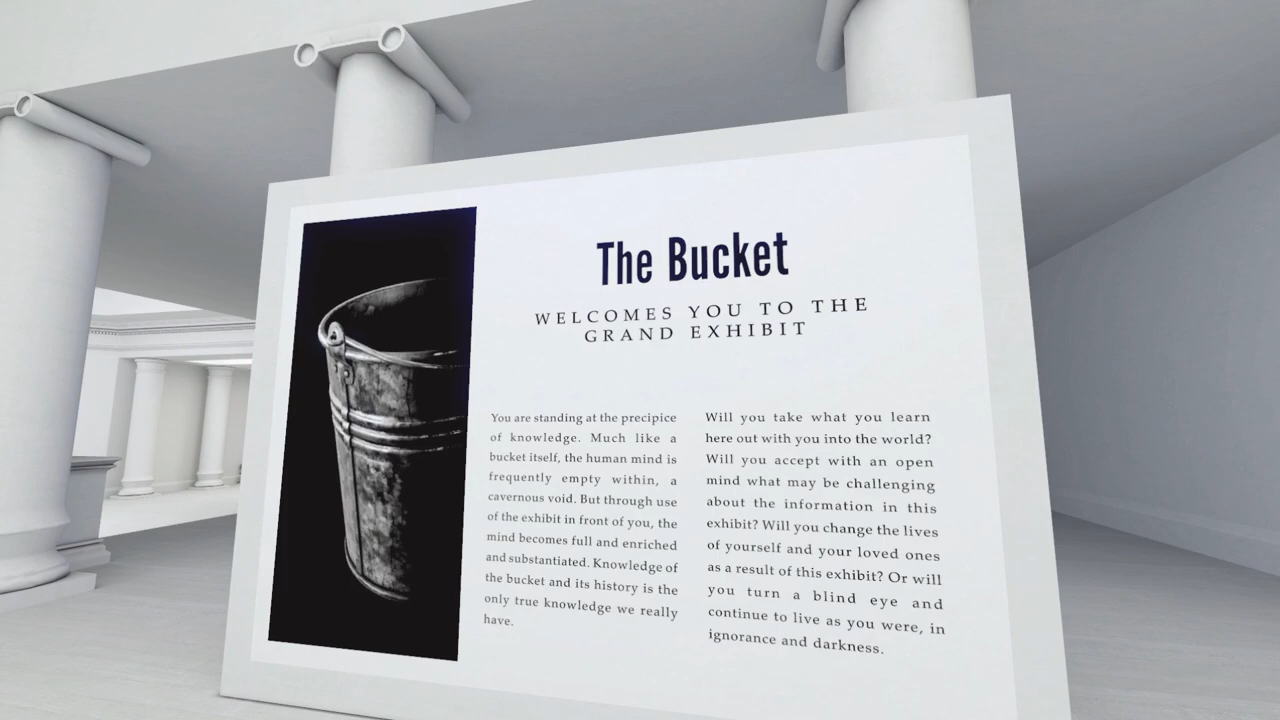 The Bucket
WELCOMES YOU TO THE
GRAND EXHIBIT
You are standing at the precipice
of knowledge. Much like a
bucket itself, the human mind is
frequently empty within, a
cavernous void. But through use
of the exhibit in front of you, the
mind becomes full and enriched
and substantiated. Knowledge of
the bucket and its history is the
only true knowledge we really
have.
Will you take what you learn
here out with you into the world?
Will you accept with an open
mind what may be challenging
about the information in this
exhibit? Will you change the lives
of yourself and your loved ones
as a result of this exhibit? Or will
you turn a blind eye and
continue to live as you were, in
ignorance and darkness.